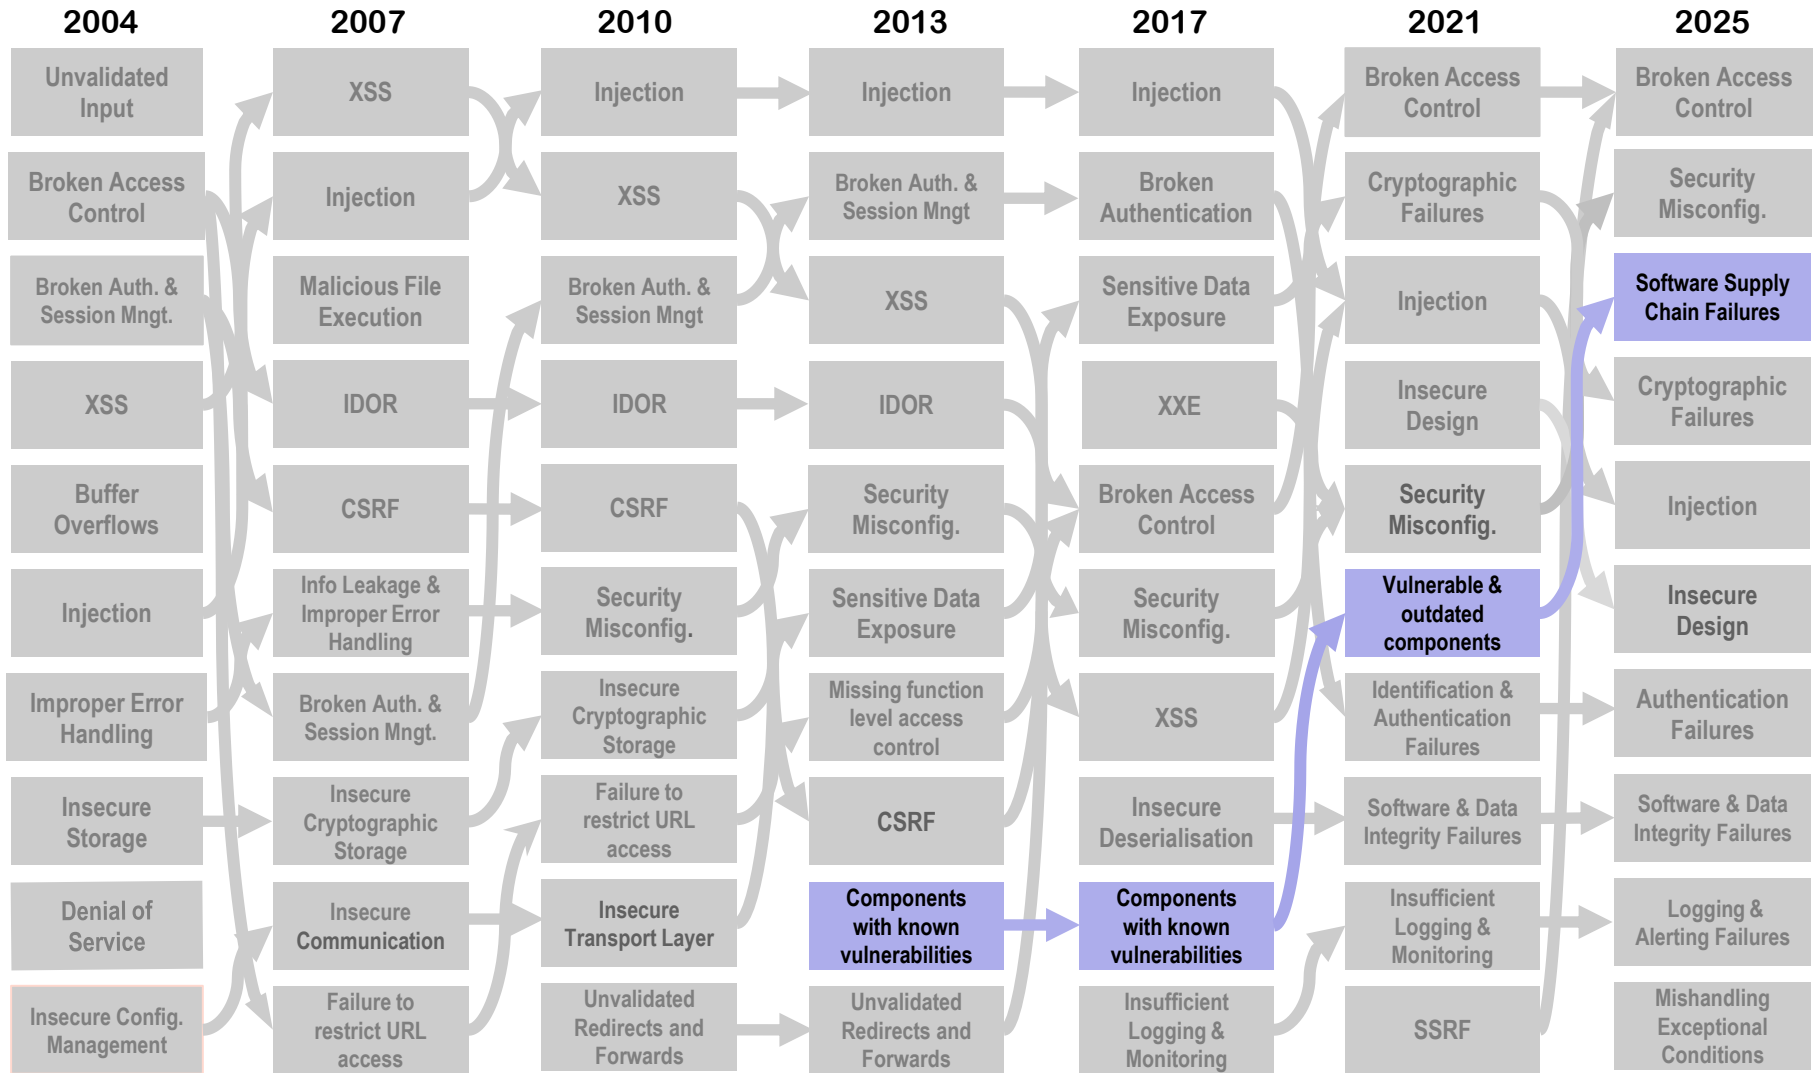 2004
2007
2010
2013
2017
2021
2025
Unvalidated
Input
Broken Access
Control
Broken Auth. &
Session Mngt.
XSS
Buffer
Overflows
Injection
Improper Error
Handling
Insecure
Storage
Denial of
Service
Insecure Config.
Management
XSS
Injection
Malicious File
Execution
IDOR
CSRF
Info Leakage &
Improper Error
Handling
Broken Auth. &
Session Mngt.
Insecure
Cryptographic
Storage
Insecure
Communication
Failure to
restrict URL
access
Injection
XSS
Broken Auth. &
Session Mngt
IDOR
CSRF
Security
Misconfig.
Insecure
Cryptographic
Storage
Failure to
restrict URL
access
Insecure
Transport Layer
Unvalidated
Redirects and
Forwards
Injection
Broken Auth. &
Session Mngt
XSS
IDOR
Security
Misconfig.
Sensitive Data
Exposure
Missing function
level access
control
CSRF
Components
with known
vulnerabilities
Unvalidated
Redirects and
Forwards
Injection
Broken
Authentication
Sensitive Data
Exposure
XXE
Broken Access
Control
Security
Misconfig.
XSS
Insecure
Deserialisation
Components
with known
vulnerabilities
Insufficient
Logging &
Monitoring
Broken Access
Control
Cryptographic
Failures
Injection
Insecure
Design
Security
Misconfig.
Vulnerable &
outdated
components
Identification &
Authentication
Failures
Software & Data
Integrity Failures
Insufficient
Logging &
Monitoring
SSRF
Broken Access
Control
Security
Misconfig.
Software Supply
Chain Failures
Cryptographic
Failures
Injection
Insecure
Design
Authentication
Failures
Software & Data
Integrity Failures
Logging &
Alerting Failures
Mishandling
Exceptional
Conditions